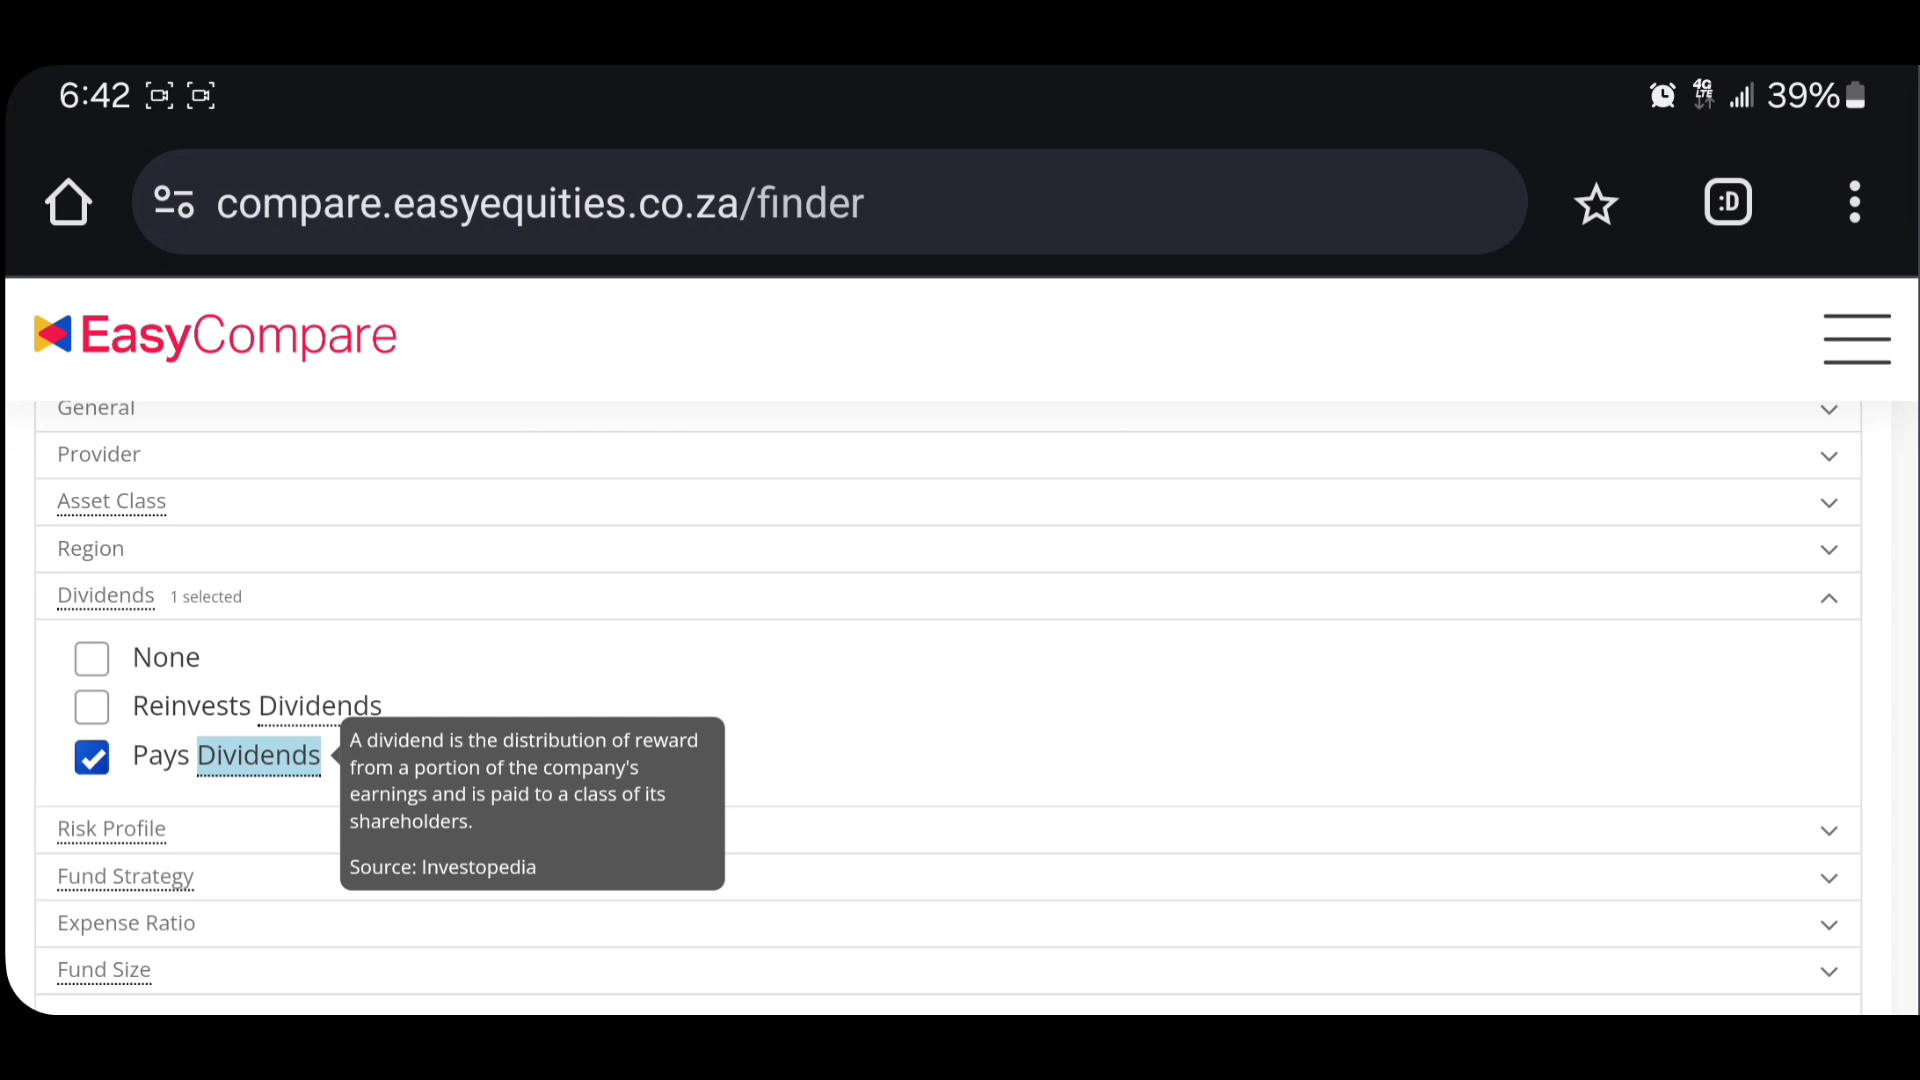 6:42
4G LTE 39%
compare.easyequities.co.za/finder
:D
EasyCompare
General
Provider
Asset Class
Region
Dividends 1 selected
None
Reinvests Dividends
Pays Dividends
A dividend is the distribution of reward
from a portion of the company's
earnings and is paid to a class of its
shareholders.
Source: Investopedia
Risk Profile
Fund Strategy
Expense Ratio
Fund Size